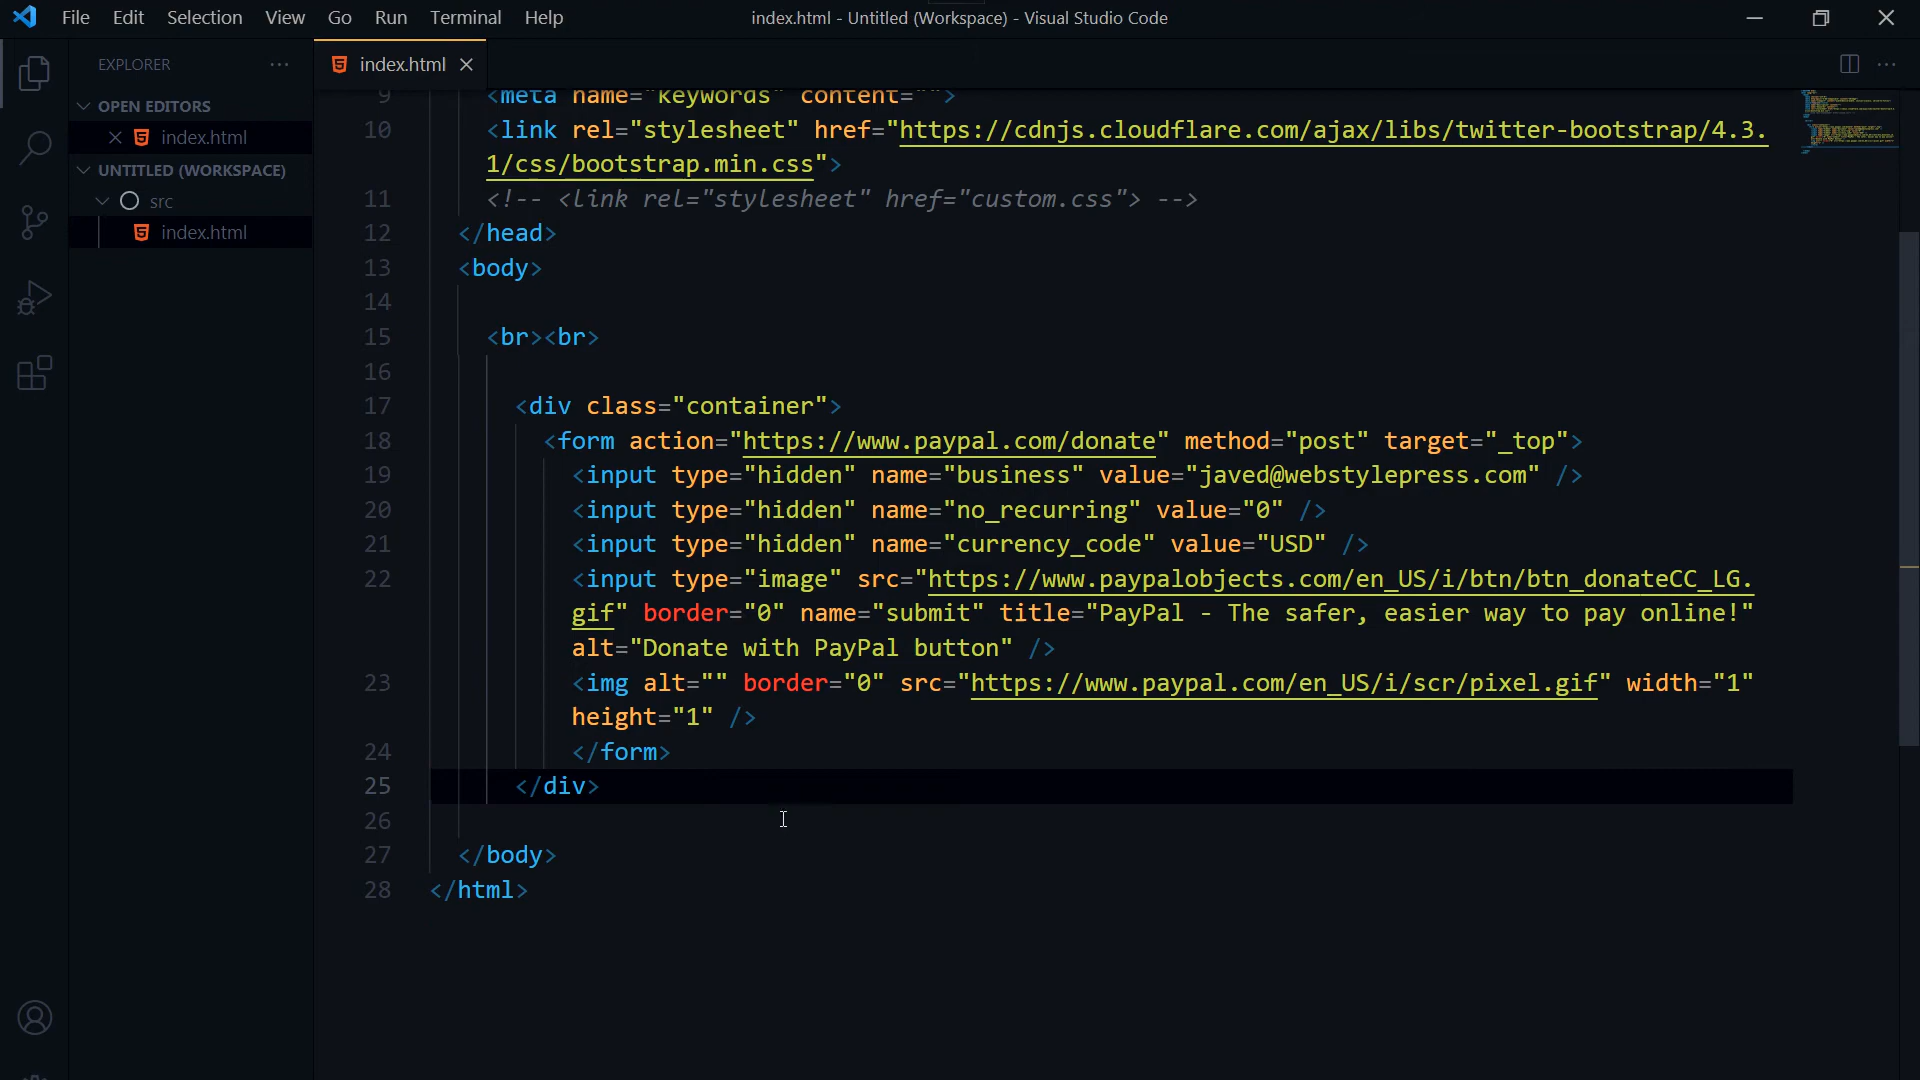 File Edit Selection View Go Run Terminal Help
index.html - Untitled (Workspace) - Visual Studio Code
EXPLORER
index.html
OPEN EDITORS
index.html
UNTITLED (WORKSPACE)
src
index.html
9 <meta name="keywords" content="">
10 <link rel="stylesheet" href="https://cdnjs.cloudflare.com/ajax/libs/twitter-bootstrap/4.3.
1/css/bootstrap.min.css">
11 <!-- <link rel="stylesheet" href="custom.css"> -->
12 </head>
13 <body>
14
15 <br><br>
16
17 <div class="container">
18 <form action="https://www.paypal.com/donate" method="post" target="_top">
19 <input type="hidden" name="business" value="javed@webstylepress.com" />
20 <input type="hidden" name="no_recurring" value="0" />
21 <input type="hidden" name="currency_code" value="USD" />
22 <input type="image" src="https://www.paypalobjects.com/en_US/i/btn/btn_donateCC_LG.
gif" border="0" name="submit" title="PayPal - The safer, easier way to pay online!"
alt="Donate with PayPal button" />
23 <img alt="" border="0" src="https://www.paypal.com/en_US/i/scr/pixel.gif" width="1"
height="1" />
24 </form>
25 </div>
26
27 </body>
28 </html>